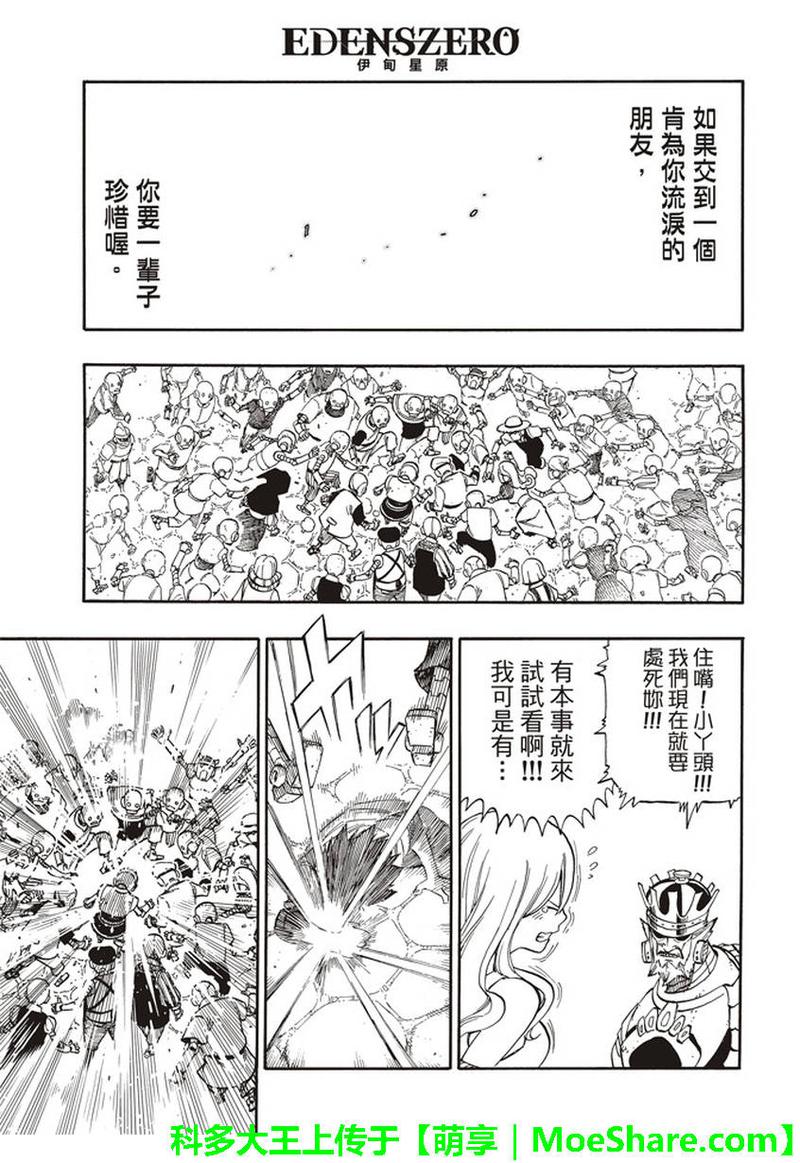 EDENSZERO
伊甸星原
如果交到一個
肯為你流淚的
朋友，
你要一輩子
珍惜喔。
住嘴！小丫頭!!!
我們現在就要
處死妳!!!
有本事就來
試試看啊!!!
我可是有…
科多大王上传于【萌享｜MoeShare.com】